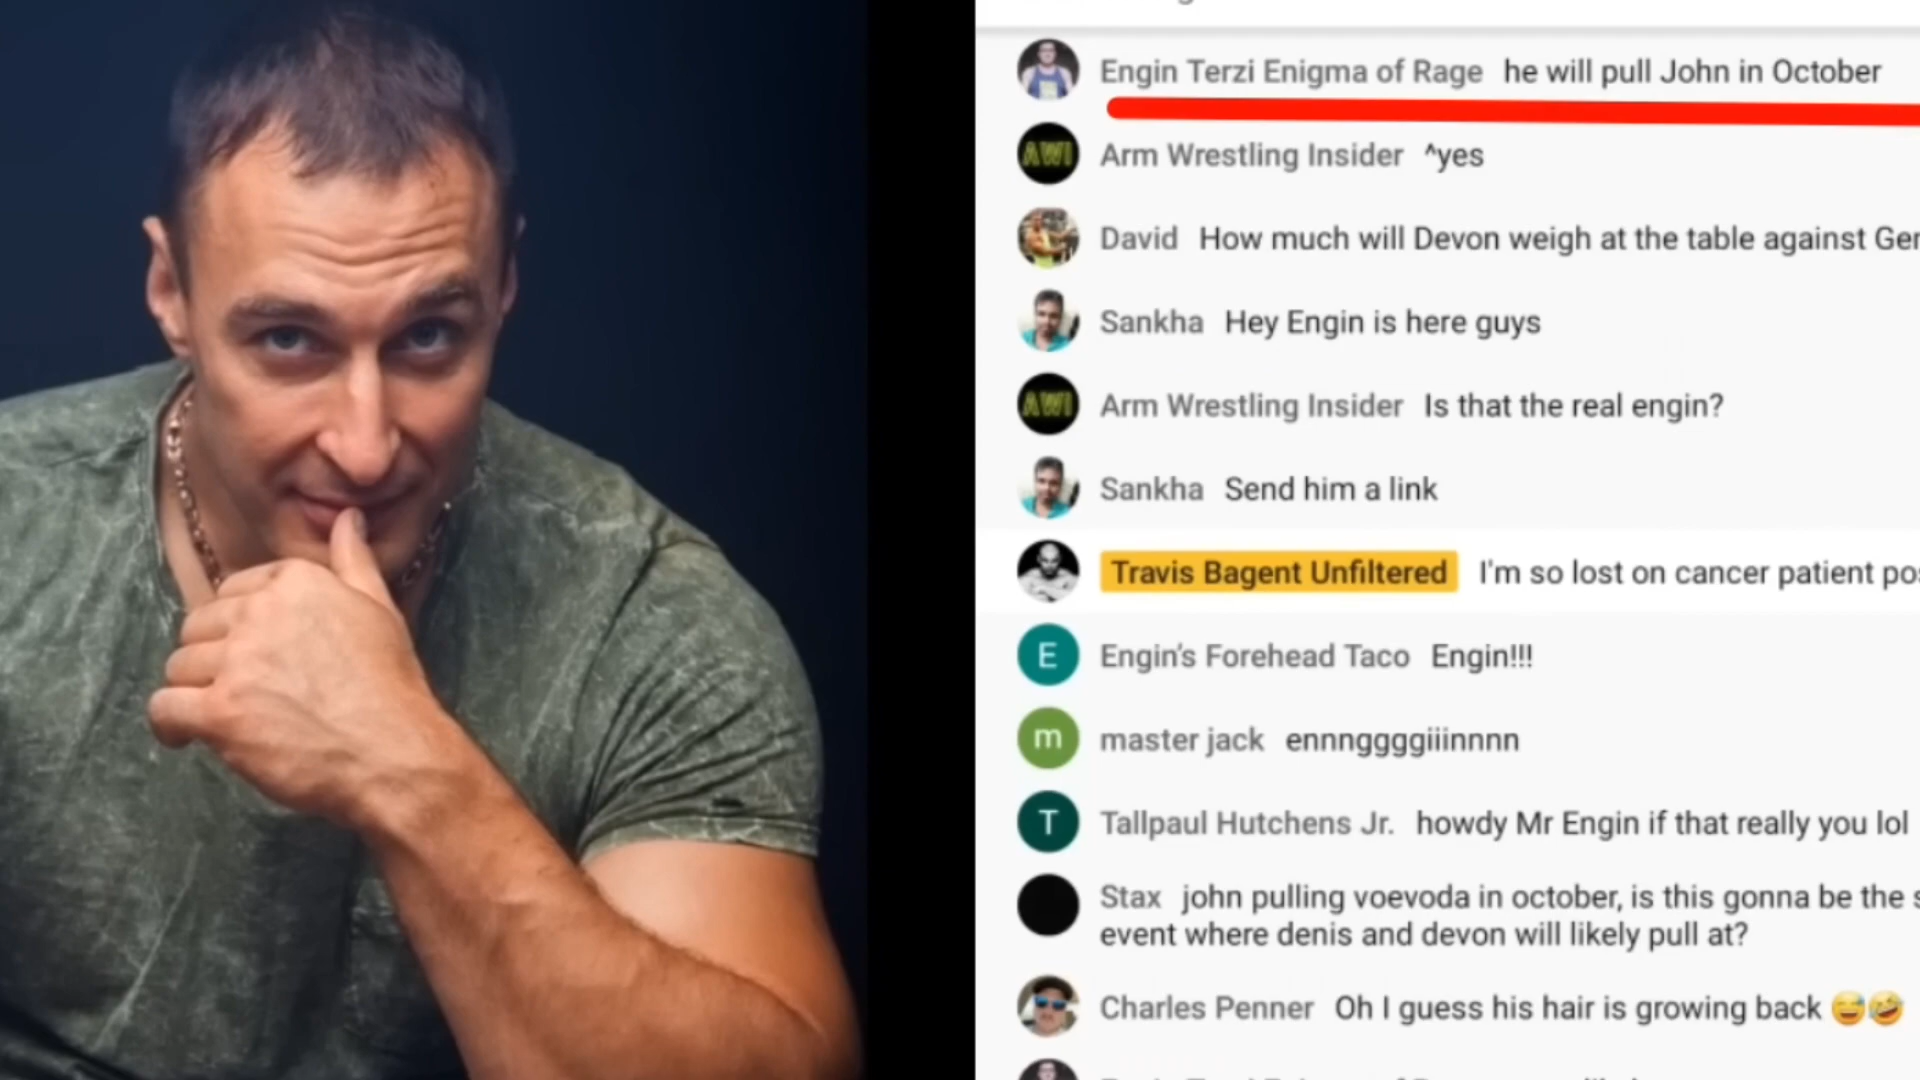 Engin Terzi Enigma of Rage he will pull John in October
AWI
Arm Wrestling Insider ^yes
David How much will Devon weigh at the table against
Sankha Hey Engin is here guys
AWI
Arm Wrestling Insider Is that the real engin?
Sankha Send him a link
Travis Bagent Unfiltered I'm so lost on cancer patient
E
Engin's Forehead Taco Engin!!!
m
master jack ennnggggiiinnnn
T
Tallpaul Hutchens Jr. howdy Mr Engin if that really you lol
Stax john pulling voevoda in october, is this gonna be the
event where denis and devon will likely pull at?
Charles Penner Oh I guess his hair is growing back 😅🤣